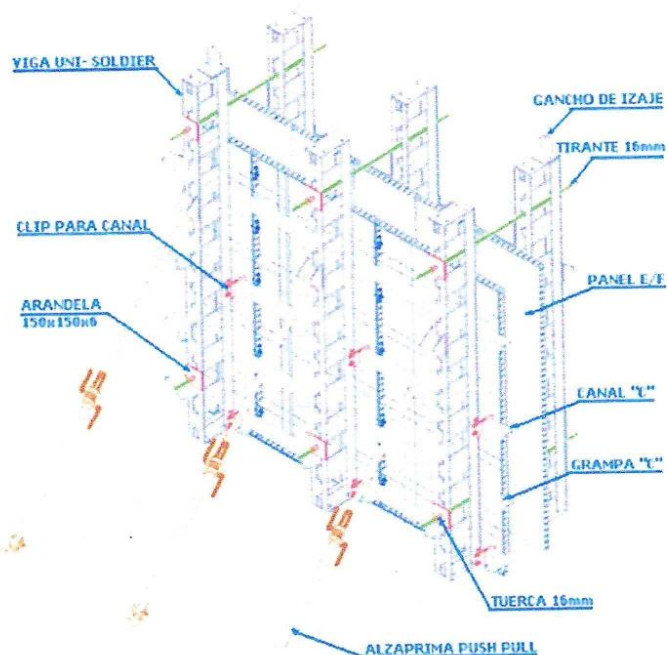 VIGA UNI- SOLDIER
GANCHO DE IZAJE
TIRANTE 16mm
CLIP PARA CANAL
PANEL E/F
ARANDELA
150x150x6
CANAL "C"
GRAMPA "C"
TUERCA 16mm
ALZAPRIMA PUSH PULL